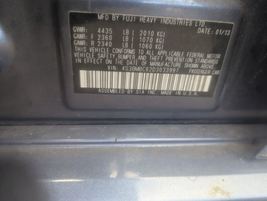 MFD BY FUJI HEAVY INDUSTRIES LTD.
DATE: 01/13
GVWR: 4435 LB ( 2010 KG)
GAWR: F 2360 LB ( 1070 KG)
GAWR: R 2340 LB ( 1060 KG)
THIS VEHICLE CONFORMS TO ALL APPLICABLE FEDERAL MOTOR
VEHICLE SAFETY, BUMPER, AND THEFT
PREVENTION STANDARDS IN EFFECT ON THE DATE OF
MANUFACTURE SHOWN ABOVE.
VIN:
PASSENGER CAR
ASSEMBLED BY SIA, INC. MADE IN U.S.A.